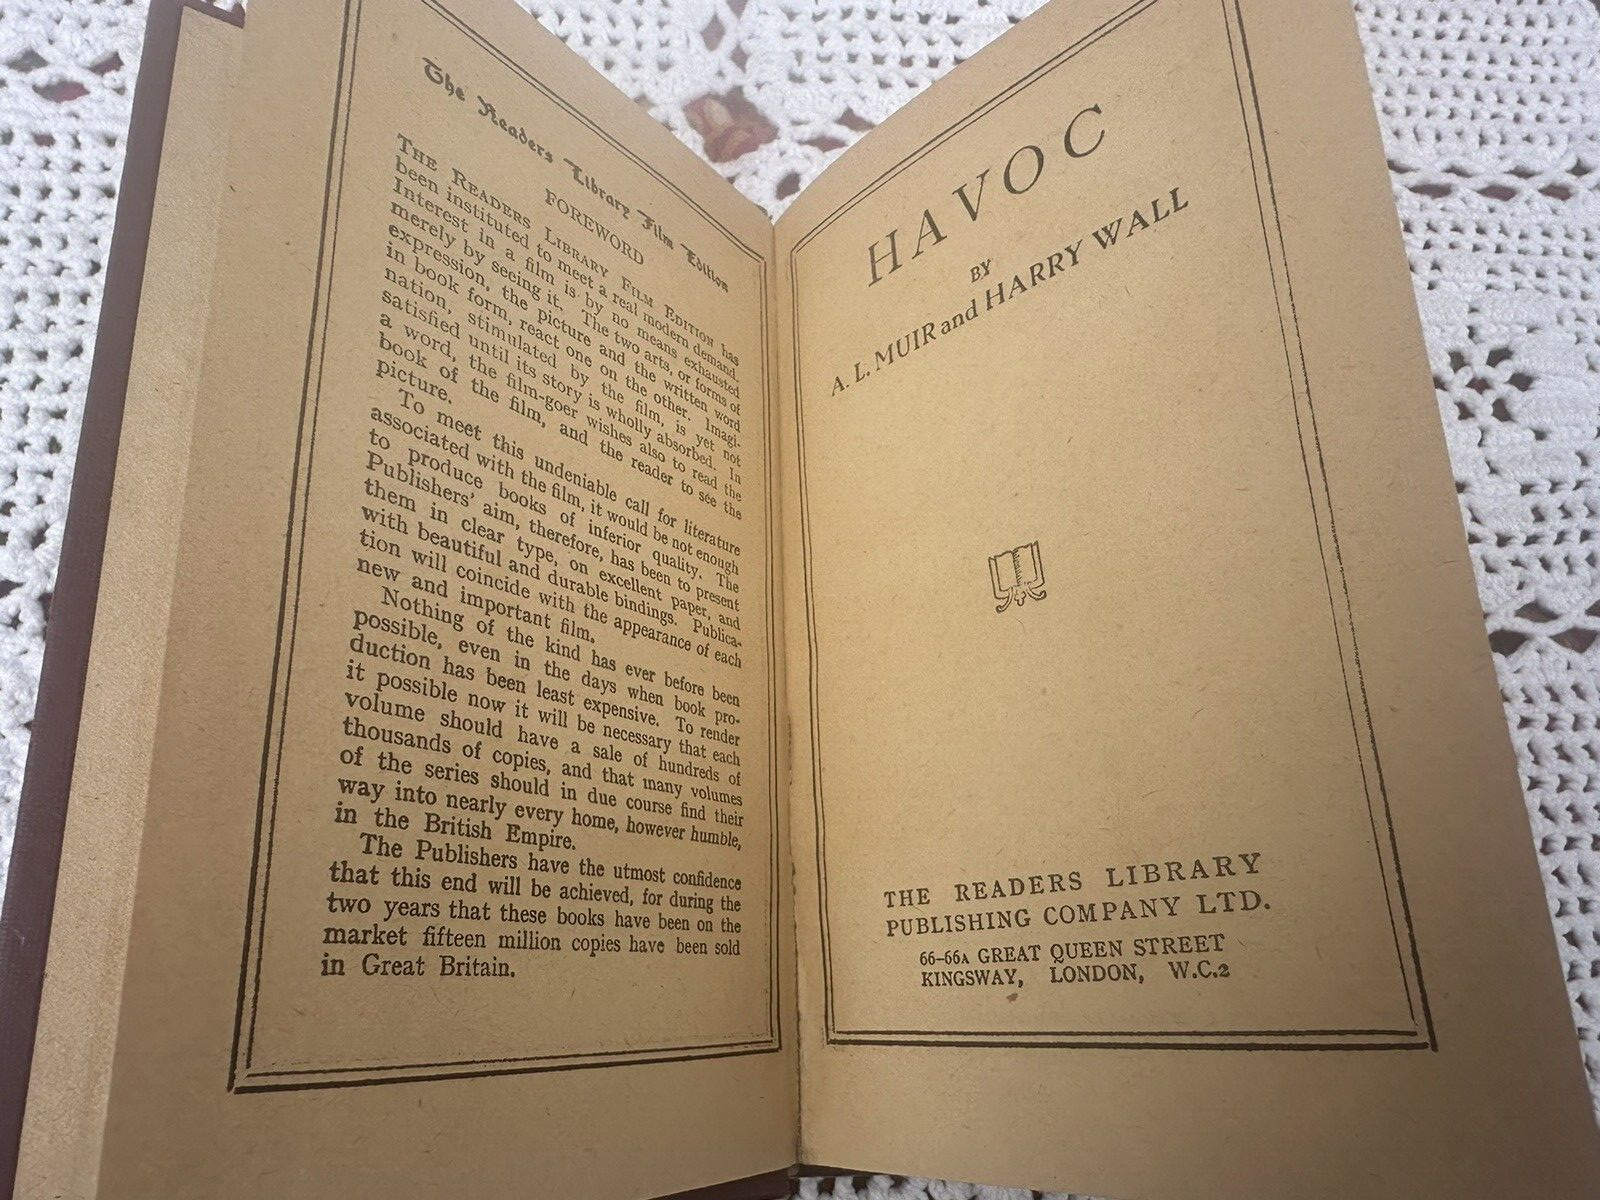 The Readers Library Film Edition
FOREWORD
THE READERS LIBRARY FILM EDITION has
been instituted to meet a real modern demand.
Interest in a film is by no means exhausted
merely by seeing it. The two arts, or forms of
expression, the picture and the written word
in book form, react one on the other. Imagi-
nation, stimulated by the film, is yet not
satisfied until its story is wholly absorbed. In
a word, the film-goer wishes also to read the
book of the film, and the reader to see the
picture.
To meet this undeniable call for literature
associated with the film, it would be not enough
to produce books of inferior quality. The
Publishers' aim, therefore, has been to present
them in clear type, on excellent paper, and
with beautiful and durable bindings. Publica-
tion will coincide with the appearance of each
new and important film.
Nothing of the kind has ever before been
possible, even in the days when book pro-
duction has been least expensive. To render
it possible now it will be necessary that each
volume should have a sale of hundreds of
thousands of copies, and that many volumes
of the series should in due course find their
way into nearly every home, however humble,
in the British Empire.
The Publishers have the utmost confidence
that this end will be achieved, for during the
two years that these books have been on the
market fifteen million copies have been sold
in Great Britain.
HAVOC
BY
A. L. MUIR and HARRY WALL
THE READERS LIBRARY
PUBLISHING COMPANY LTD.
66-66A GREAT QUEEN STREET
KINGSWAY, LONDON, W.C.2